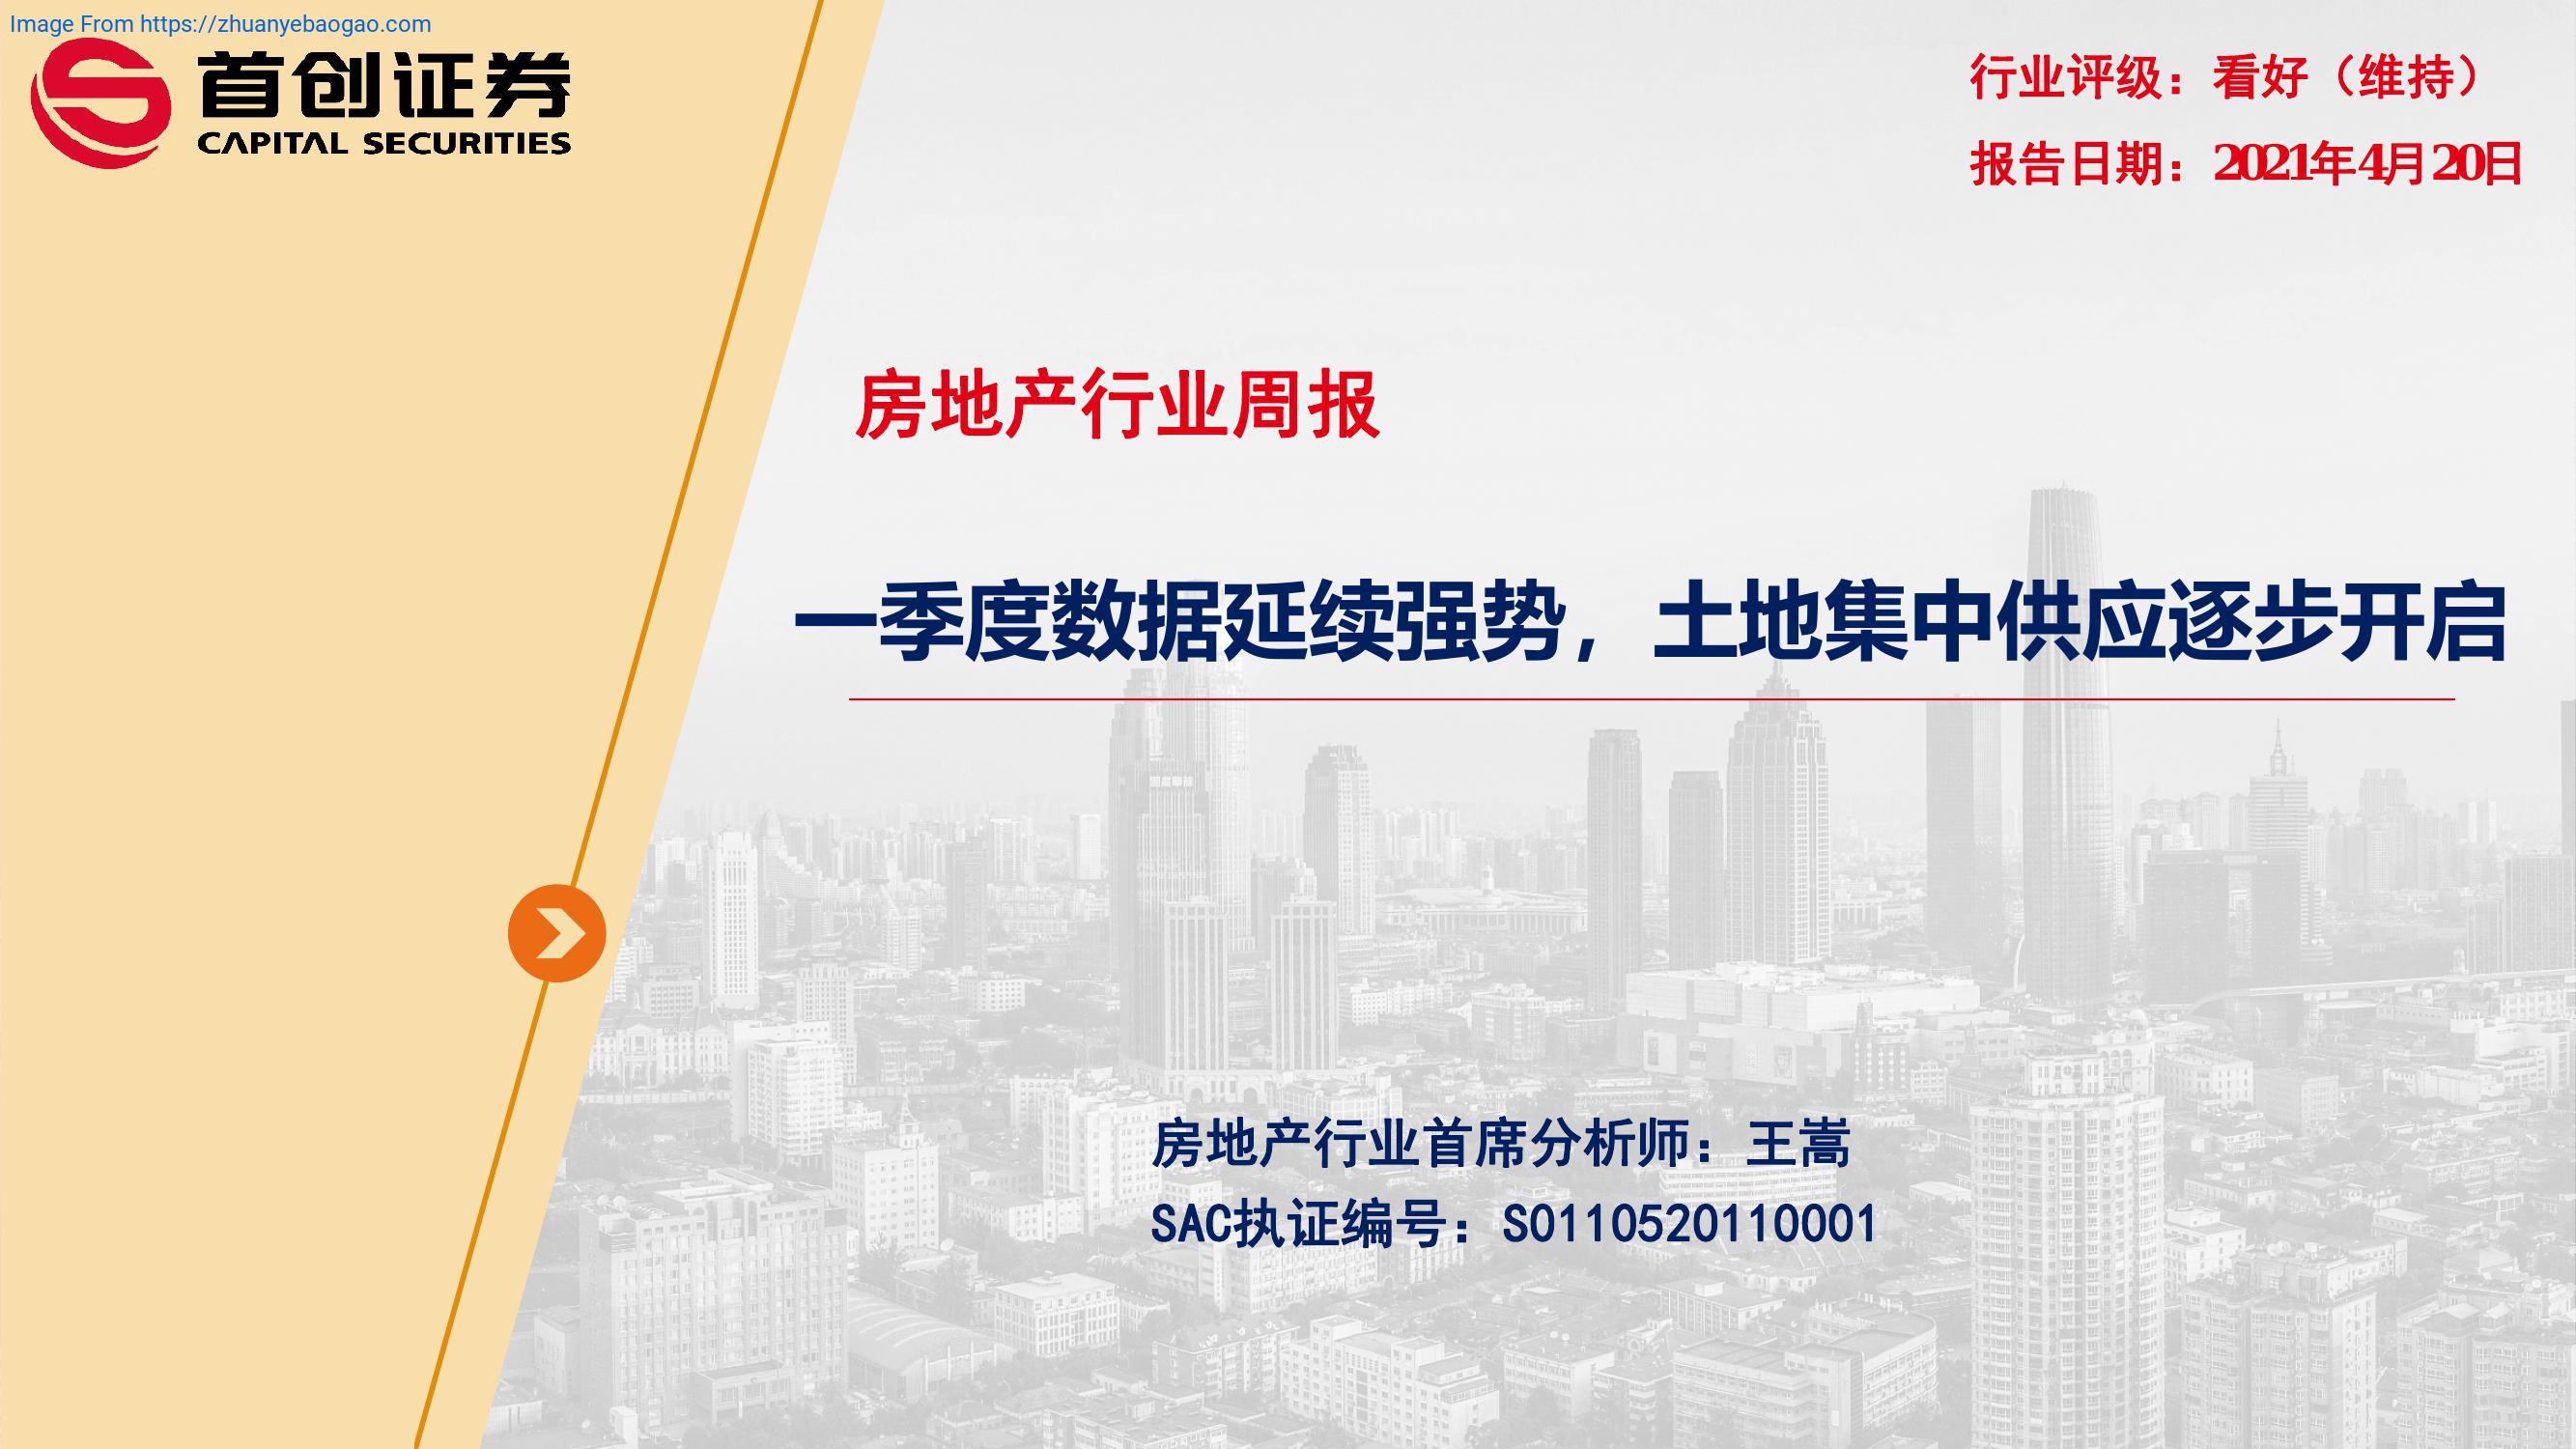 Image From https://zhuanyebaogao.com
首创证券
CAPITAL SECURITIES
行业评级：看好（维持）
报告日期：2021年4月20日
房地产行业周报
一季度数据延续强势，土地集中供应逐步开启
房地产行业首席分析师：王嵩
SAC执证编号：S0110520110001